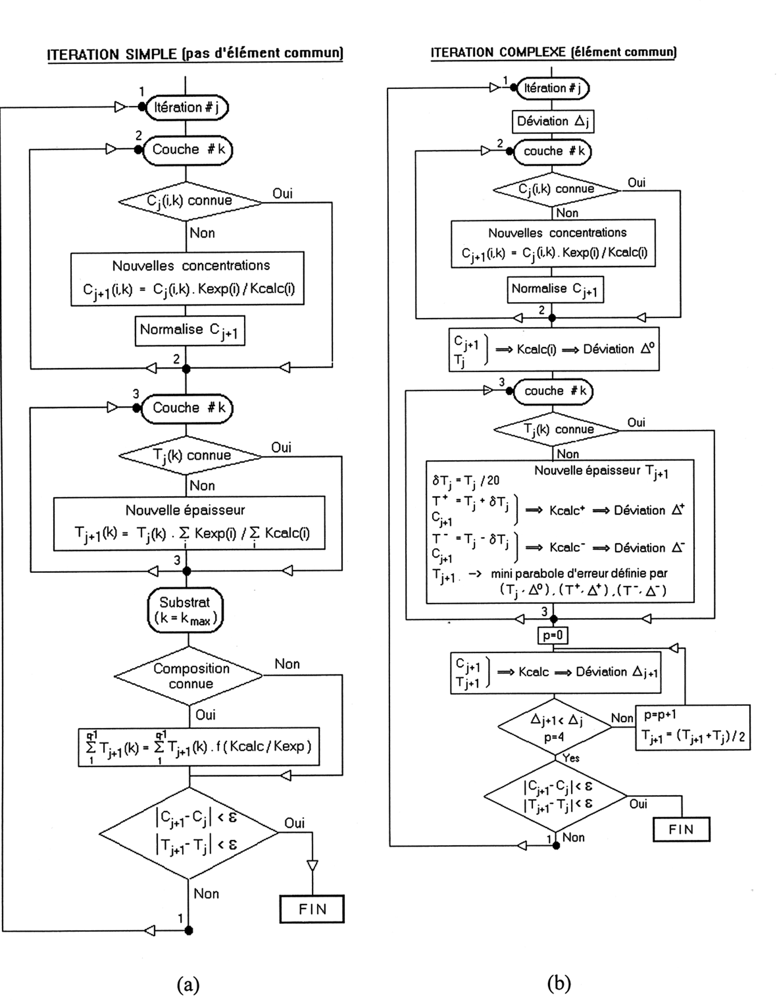 ITERATION SIMPLE (pas d'élément commun)
1
Itération # j
2
Couche # k
Cj(i,k) connue
Oui
Non
Nouvelles concentrations
Cj+1(i,k) = Cj(i,k) . Kexp(i) / Kcalc(i)
Normalise Cj+1
2
3
Couche # k
Tj(k) connue
Oui
Non
Nouvelle épaisseur
Tj+1(k) = Tj(k) . Σ Kexp(i) / Σ Kcalc(i)
i i
3
Substrat
(k = kmax)
Composition
connue
Non
Oui
q-1 q-1
Σ Tj+1(k) = Σ Tj+1(k) . f ( Kcalc / Kexp )
1 1
|Cj+1 - Cj| < ε
|Tj+1 - Tj| < ε
Oui
Non
FIN
1
(a)
ITERATION COMPLEXE (élément commun)
1
Itération # j
Déviation Δj
2
couche # k
Cj(i,k) connue
Oui
Non
Nouvelles concentrations
Cj+1(i,k) = Cj(i,k) . Kexp(i) / Kcalc(i)
Normalise Cj+1
2
Cj+1
Tj
) ⟹ Kcalc(i) ⟹ Déviation Δ⁰
3
couche # k
Tj(k) connue
Oui
Non
Nouvelle épaisseur Tj+1
δTj = Tj / 20
T⁺ = Tj + δTj
Cj+1
) ⟹ Kcalc⁺ ⟹ Déviation Δ⁺
T⁻ = Tj - δTj
Cj+1
) ⟹ Kcalc⁻ ⟹ Déviation Δ⁻
Tj+1 . -> mini parabole d'erreur définie par
(Tj , Δ⁰) , (T⁺, Δ⁺) , (T⁻, Δ⁻)
3
p=0
Cj+1
Tj+1
) ⟹ Kcalc ⟹ Déviation Δj+1
Δj+1 < Δj
p=4
Non
p=p+1
Tj+1 = (Tj+1 + Tj) / 2
Yes
|Cj+1 - Cj| < ε
|Tj+1 - Tj| < ε
Oui
FIN
1
Non
(b)